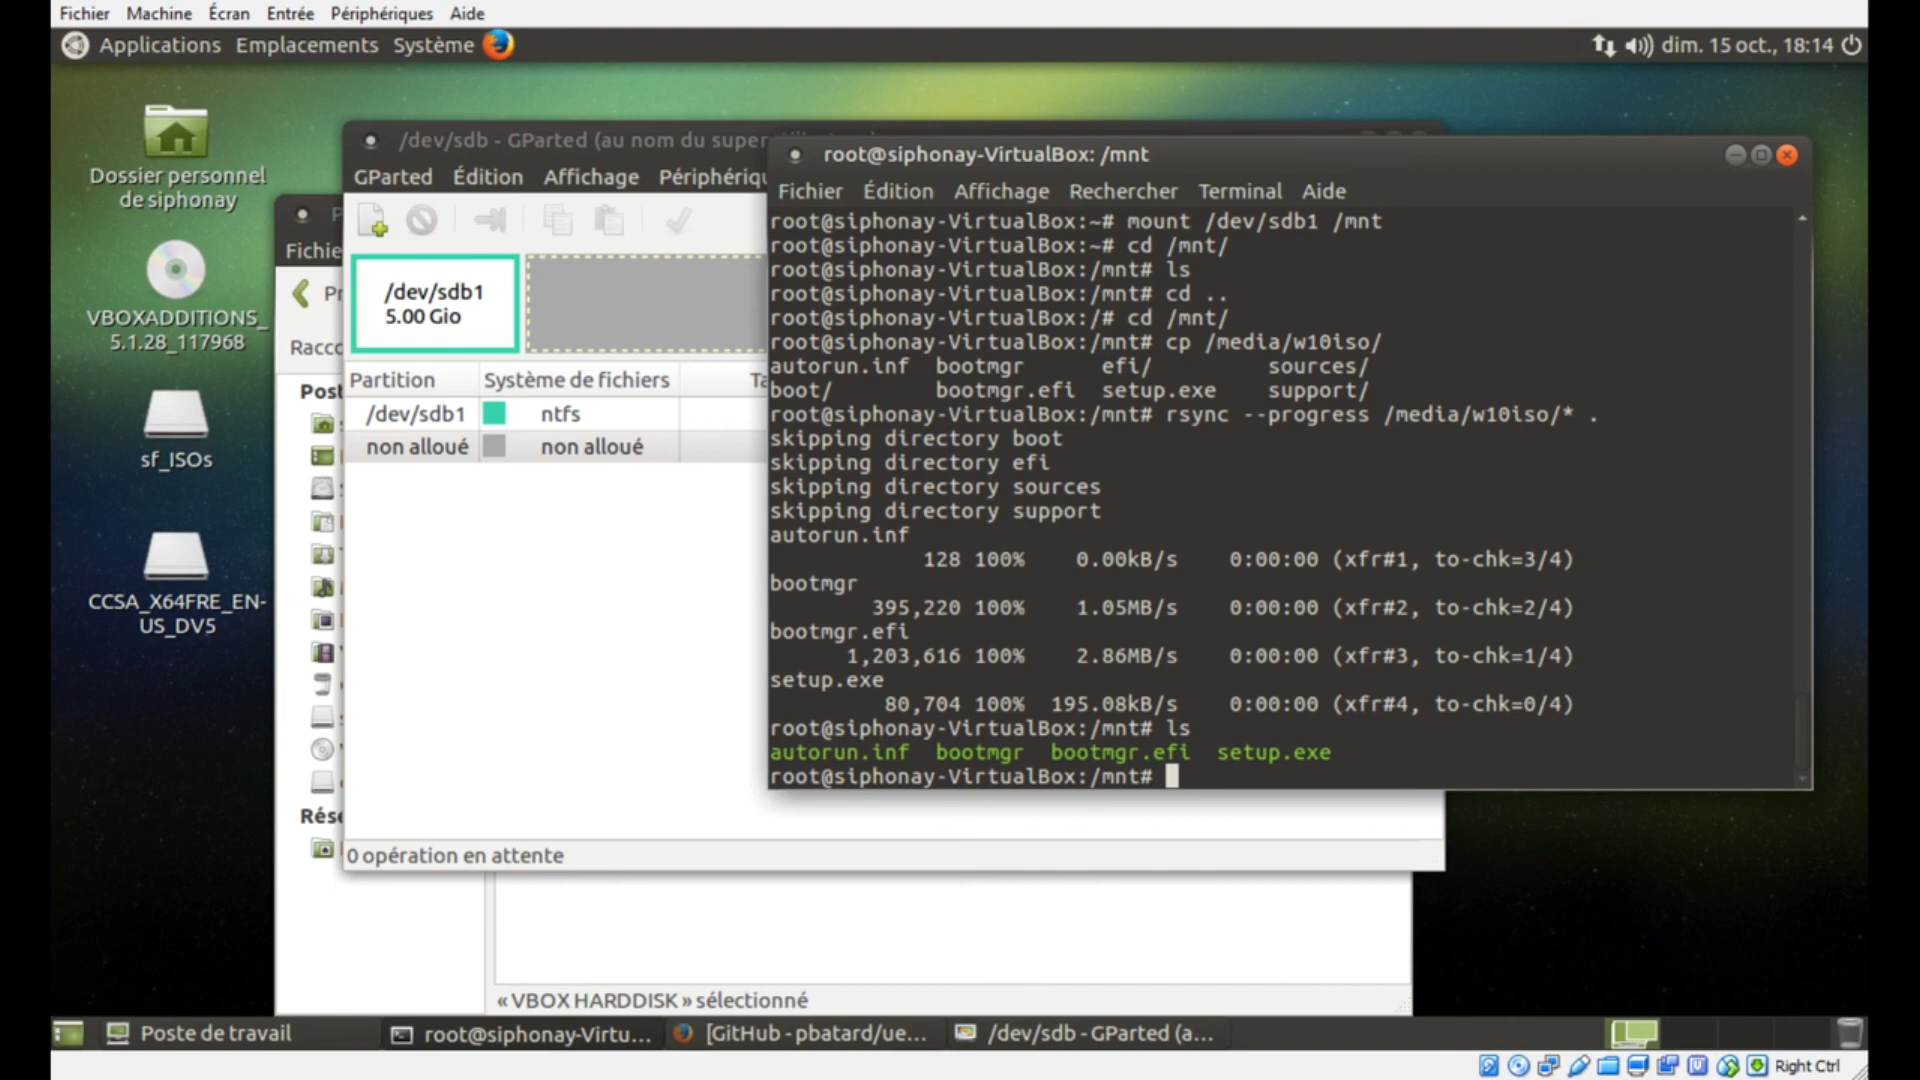 Fichier Machine Écran Entrée Périphériques Aide
Applications Emplacements Système
dim. 15 oct., 18:14
Dossier personnel
de siphonay
VBOXADDITIONS_
5.1.28_117968
sf_ISOs
CCSA_X64FRE_EN-
US_DV5
Fichie
Pr
Racco
Post
Rése
« VBOX HARDDISK » sélectionné
/dev/sdb - GParted (au nom du super
GParted Édition Affichage Périphériqu
/dev/sdb1
5.00 Gio
Partition Système de fichiers Ta
/dev/sdb1 ntfs
non alloué non alloué
0 opération en attente
root@siphonay-VirtualBox: /mnt
Fichier Édition Affichage Rechercher Terminal Aide
root@siphonay-VirtualBox:~# mount /dev/sdb1 /mnt
root@siphonay-VirtualBox:~# cd /mnt/
root@siphonay-VirtualBox:/mnt# ls
root@siphonay-VirtualBox:/mnt# cd ..
root@siphonay-VirtualBox:/# cd /mnt/
root@siphonay-VirtualBox:/mnt# cp /media/w10iso/
autorun.inf bootmgr efi/ sources/
boot/ bootmgr.efi setup.exe support/
root@siphonay-VirtualBox:/mnt# rsync --progress /media/w10iso/* .
skipping directory boot
skipping directory efi
skipping directory sources
skipping directory support
autorun.inf
128 100% 0.00kB/s 0:00:00 (xfr#1, to-chk=3/4)
bootmgr
395,220 100% 1.05MB/s 0:00:00 (xfr#2, to-chk=2/4)
bootmgr.efi
1,203,616 100% 2.86MB/s 0:00:00 (xfr#3, to-chk=1/4)
setup.exe
80,704 100% 195.08kB/s 0:00:00 (xfr#4, to-chk=0/4)
root@siphonay-VirtualBox:/mnt# ls
autorun.inf bootmgr bootmgr.efi setup.exe
root@siphonay-VirtualBox:/mnt#
Poste de travail
root@siphonay-Virtu...
[GitHub - pbatard/ue...
/dev/sdb - GParted (a...
Right Ctrl